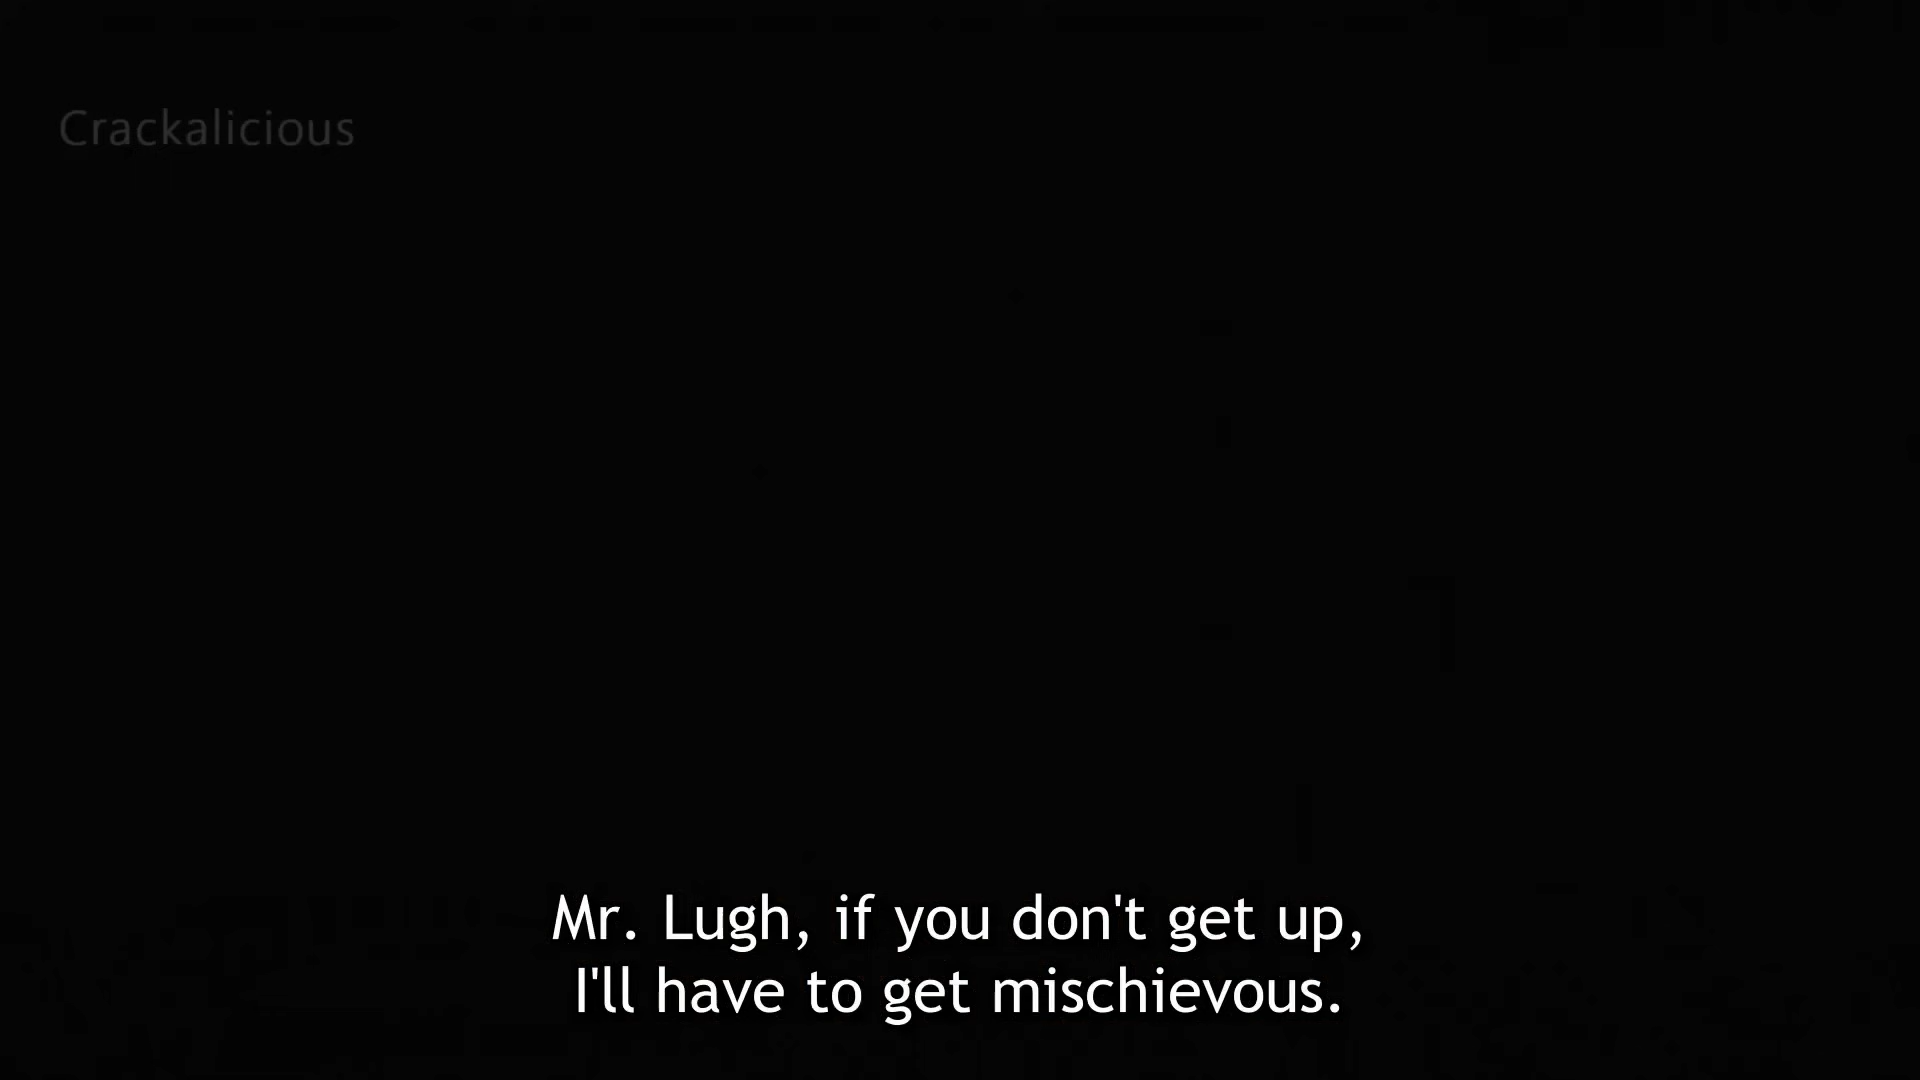 Crackalicious
Mr. Lugh, if you don't get up,
I'll have to get mischievous.